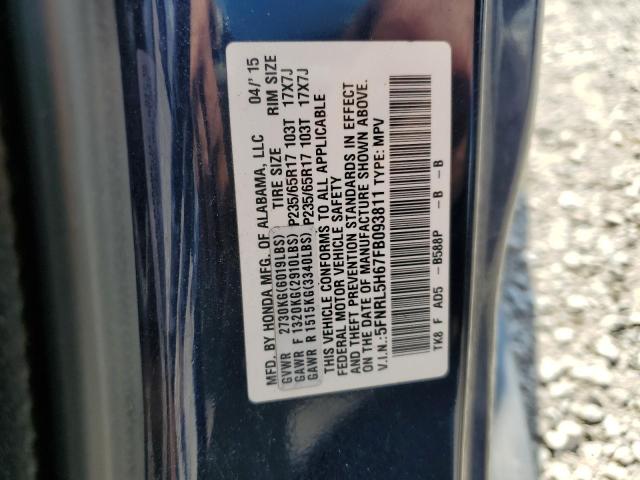 MFD. BY HONDA MFG. OF ALABAMA, LLC 04/'15
TIRE SIZE RIM SIZE
GVWR 2730KG(6019LBS)
GAWR F 1320KG(2910LBS) P235/65R17 103T 17X7J
GAWR R 1515KG(3340LBS) P235/65R17 103T 17X7J
THIS VEHICLE CONFORMS TO ALL APPLICABLE
FEDERAL MOTOR VEHICLE SAFETY
AND THEFT PREVENTION STANDARDS IN EFFECT
ON THE DATE OF MANUFACTURE SHOWN ABOVE.
V.I.N.:5FNRL5H67FB093811 TYPE: MPV
TK8 F AD5 -B588P -B -B